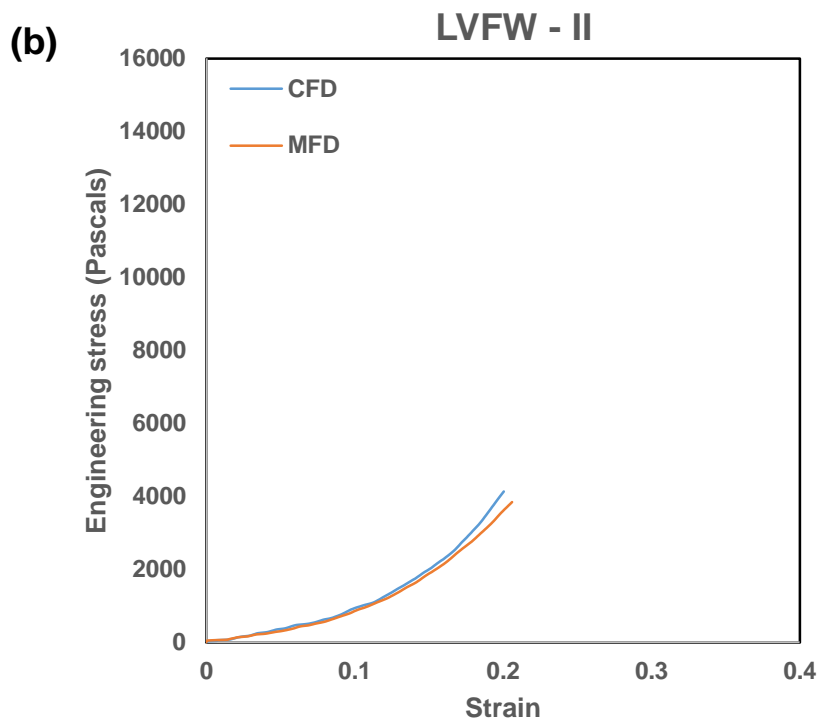 (b)
LVFW - II
16000
14000
12000
10000
8000
6000
4000
2000
0
Engineering stress (Pascals)
CFD
MFD
0 0.1 0.2 0.3 0.4
Strain